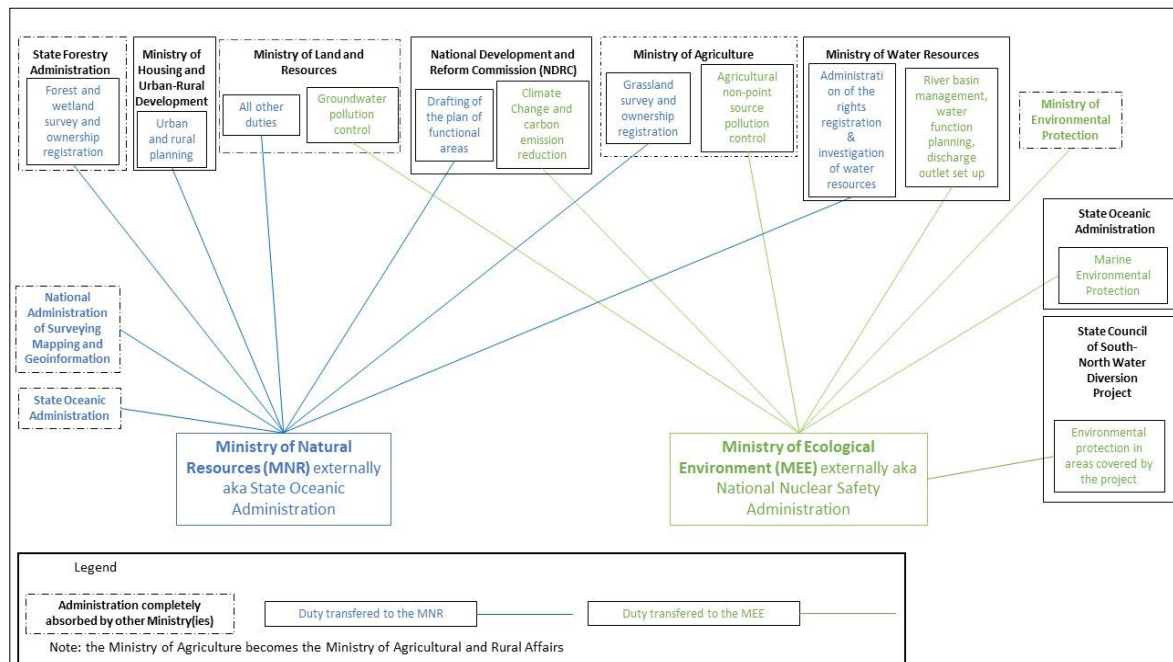 State Forestry
Administration
Forest and
wetland
survey and
ownership
registration
Ministry of
Housing and
Urban-Rural
Development
Urban
and rural
planning
Ministry of Land and
Resources
All other
duties
Groundwater
pollution
control
National Development and
Reform Commission (NDRC)
Drafting of
the plan of
functional
areas
Climate
Change and
carbon
emission
reduction
Ministry of Agriculture
Grassland
survey and
ownership
registration
Agricultural
non-point
source
pollution
control
Ministry of Water Resources
Administrati
on of the
rights
registration
&
investigation
of water
resources
River basin
management,
water
function
planning,
discharge
outlet set up
Ministry of
Environmental
Protection
State Oceanic
Administration
Marine
Environmental
Protection
National
Administration
of Surveying
Mapping and
Geoinformation
State Council
of South-
North Water
Diversion
Project
Environmental
protection in
areas covered by
the project
State Oceanic
Administration
Ministry of Natural
Resources (MNR) externally
aka State Oceanic
Administration
Ministry of Ecological
Environment (MEE) externally aka
National Nuclear Safety
Administration
Legend
Administration completely
absorbed by other Ministry(ies)
Duty transfered to the MNR
Duty transfered to the MEE
Note: the Ministry of Agriculture becomes the Ministry of Agricultural and Rural Affairs